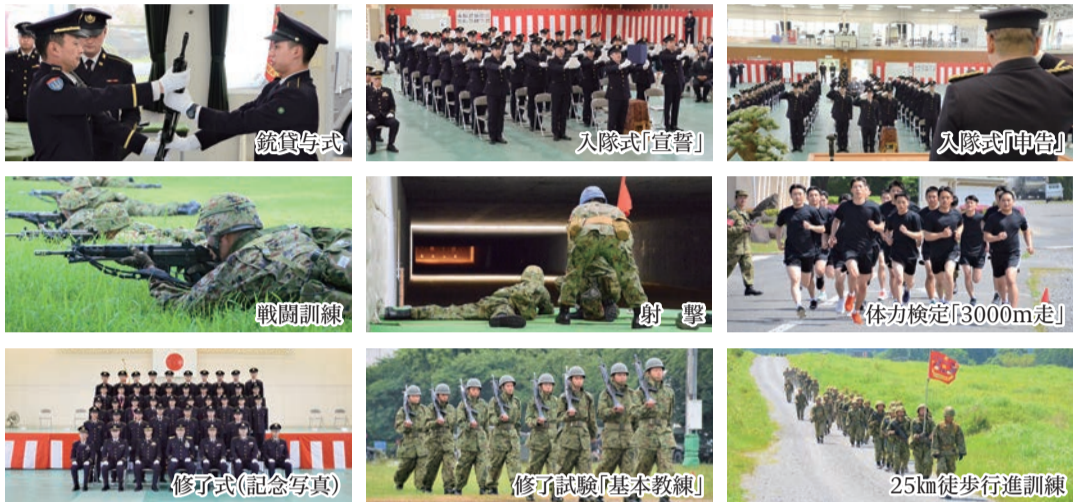 銃貸与式
入隊式「宣誓」
入隊式「申告」
戦闘訓練
射　撃
体力検定「3000m走」
修了式(記念写真)
修了試験「基本教練」
25㎞徒歩行進訓練